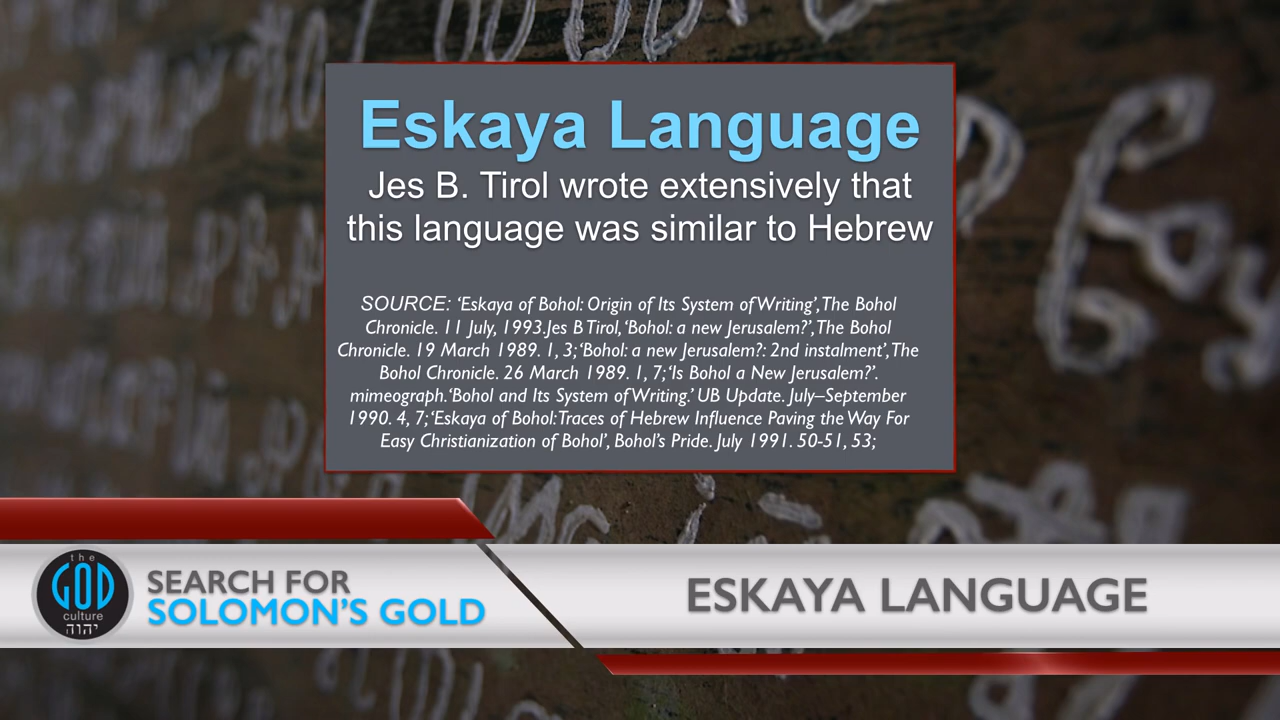 Eskaya Language
Jes B. Tirol wrote extensively that
this language was similar to Hebrew
SOURCE: ‘Eskaya of Bohol: Origin of Its System of Writing’, The Bohol
Chronicle. 11 July, 1993. Jes B Tirol, ‘Bohol: a new Jerusalem?’, The Bohol
Chronicle. 19 March 1989. 1, 3; ‘Bohol: a new Jerusalem?: 2nd instalment’, The
Bohol Chronicle. 26 March 1989. 1, 7; ‘Is Bohol a New Jerusalem?’.
mimeograph. ‘Bohol and Its System of Writing.’ UB Update. July–September
1990. 4, 7; ‘Eskaya of Bohol: Traces of Hebrew Influence Paving the Way For
Easy Christianization of Bohol’, Bohol’s Pride. July 1991. 50-51, 53;
the
GOD
culture
יהוה
SEARCH FOR
SOLOMON’S GOLD
ESKAYA LANGUAGE